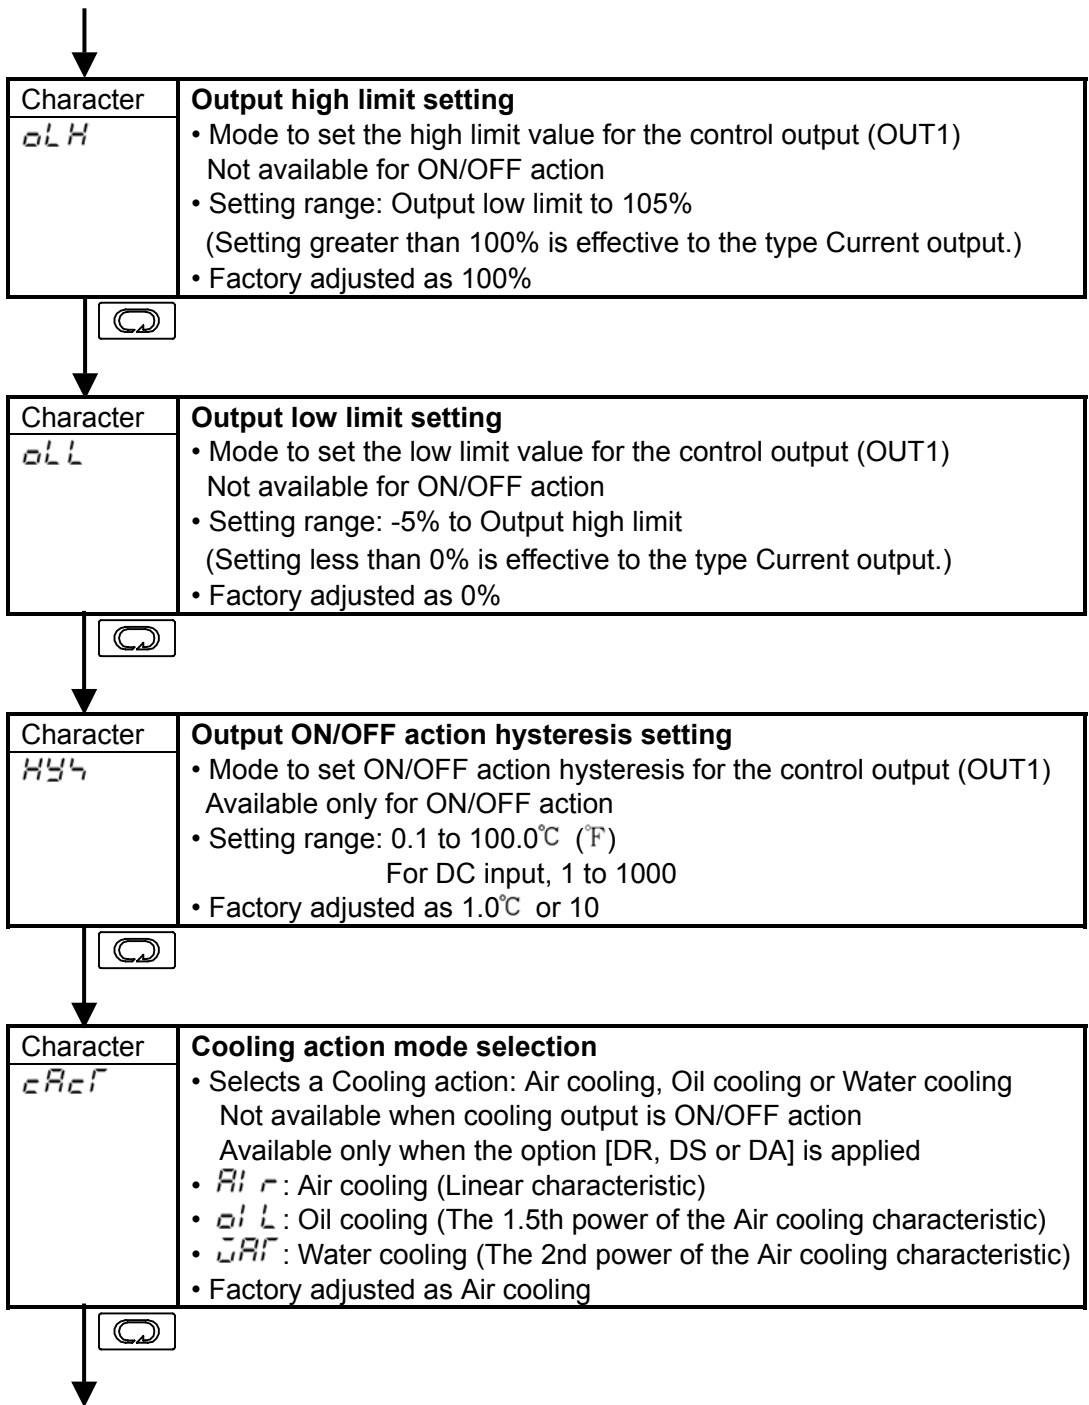 Character
Output high limit setting
oLH
• Mode to set the high limit value for the control output (OUT1)
Not available for ON/OFF action
• Setting range: Output low limit to 105%
(Setting greater than 100% is effective to the type Current output.)
• Factory adjusted as 100%
Character
Output low limit setting
oLL
• Mode to set the low limit value for the control output (OUT1)
Not available for ON/OFF action
• Setting range: -5% to Output high limit
(Setting less than 0% is effective to the type Current output.)
• Factory adjusted as 0%
Character
Output ON/OFF action hysteresis setting
HYS
• Mode to set ON/OFF action hysteresis for the control output (OUT1)
Available only for ON/OFF action
• Setting range: 0.1 to 100.0℃ (℉)
For DC input, 1 to 1000
• Factory adjusted as 1.0℃ or 10
Character
Cooling action mode selection
cAcT
• Selects a Cooling action: Air cooling, Oil cooling or Water cooling
Not available when cooling output is ON/OFF action
Available only when the option [DR, DS or DA] is applied
• AIr : Air cooling (Linear characteristic)
• oIL : Oil cooling (The 1.5th power of the Air cooling characteristic)
• WAT : Water cooling (The 2nd power of the Air cooling characteristic)
• Factory adjusted as Air cooling